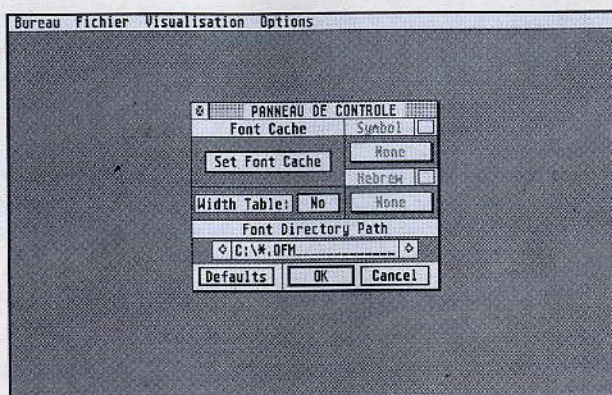 Bureau Fichier Visualisation Options
PANNEAU DE CONTROLE
Font Cache
Symbol
Set Font Cache
None
Hebrew
Width Table: No
None
Font Directory Path
C:\*.OFM______________
Defaults OK Cancel